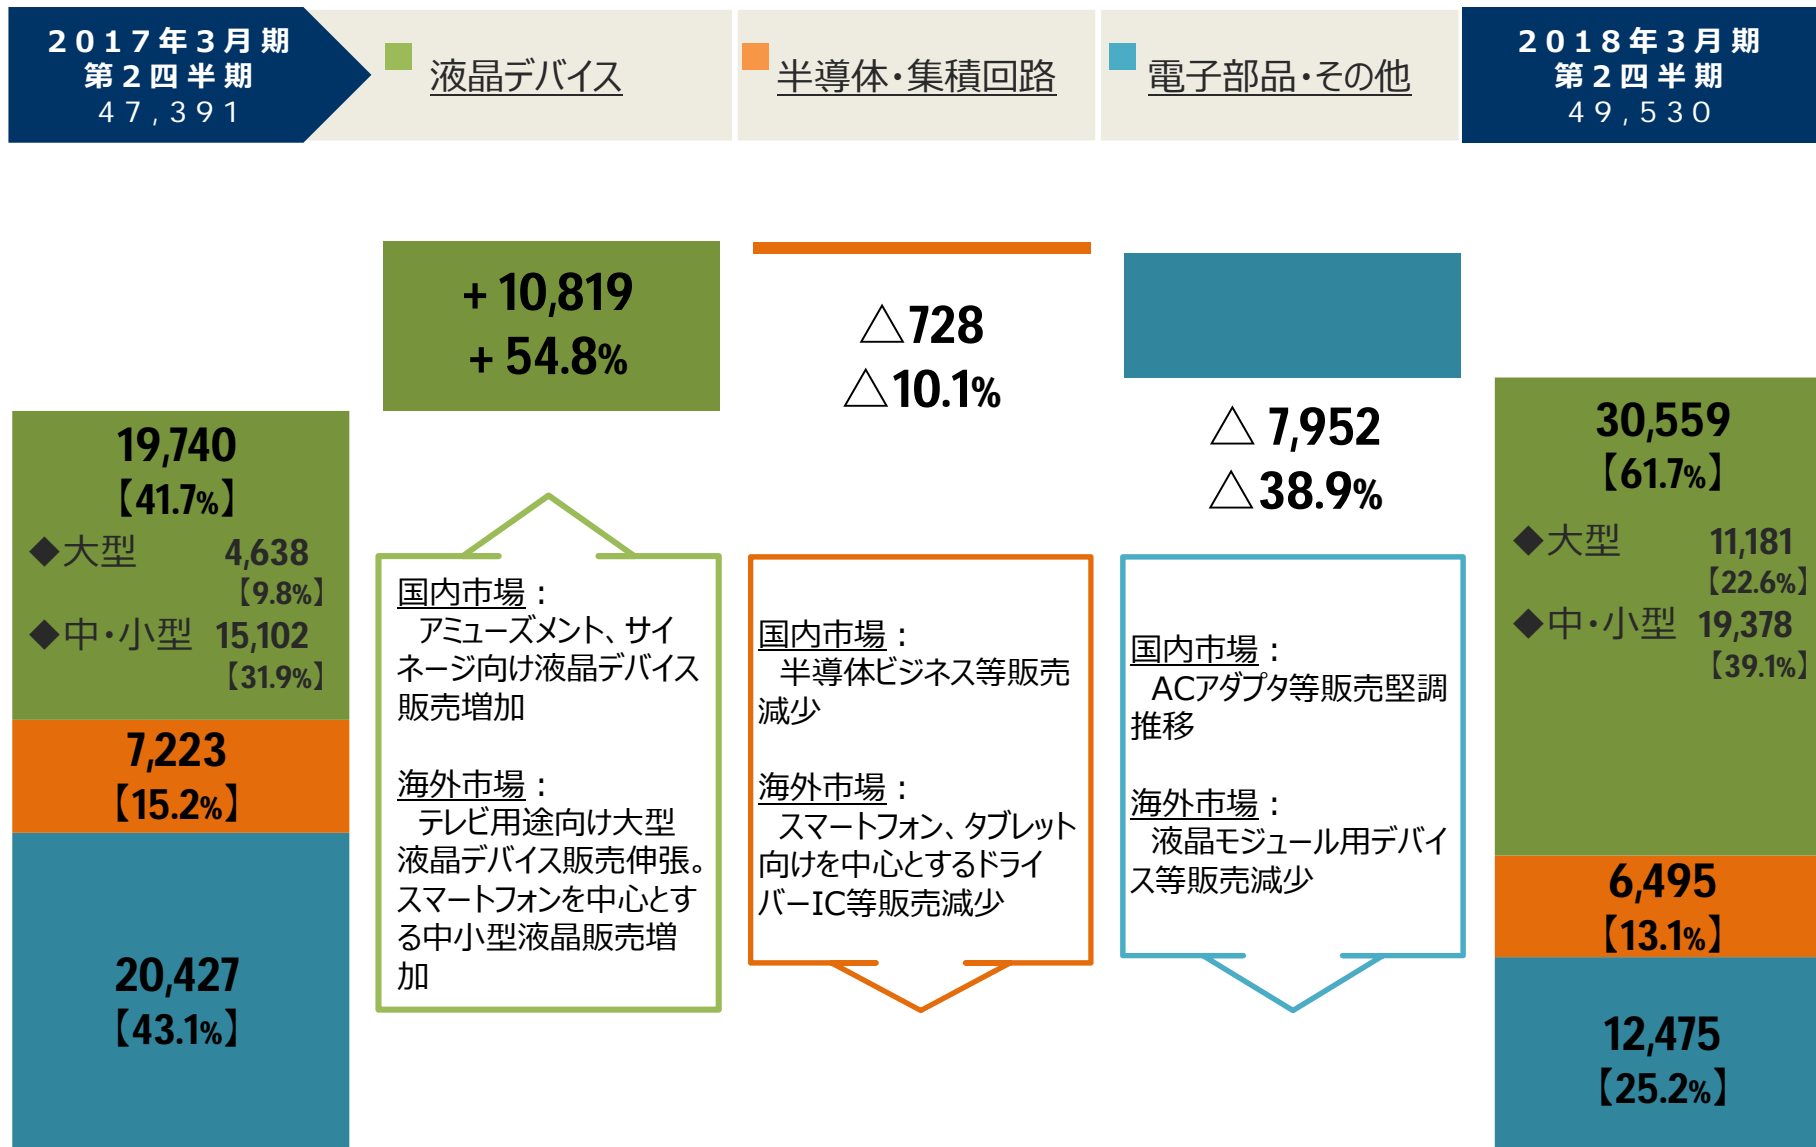 2017年3月期
第2四半期
47,391
液晶デバイス
半導体・集積回路
電子部品・その他
2018年3月期
第2四半期
49,530
19,740
【41.7%】
◆大型 4,638
【9.8%】
◆中・小型 15,102
【31.9%】
7,223
【15.2%】
20,427
【43.1%】
+ 10,819
+ 54.8%
国内市場：
アミューズメント、サイ
ネージ向け液晶デバイス
販売増加
海外市場：
テレビ用途向け大型
液晶デバイス販売伸張。
スマートフォンを中心とす
る中小型液晶販売増
加
△728
△10.1%
国内市場：
半導体ビジネス等販売
減少
海外市場：
スマートフォン、タブレット
向けを中心とするドライ
バーIC等販売減少
△ 7,952
△38.9%
国内市場：
ACアダプタ等販売堅調
推移
海外市場：
液晶モジュール用デバイ
ス等販売減少
30,559
【61.7%】
◆大型 11,181
【22.6%】
◆中・小型 19,378
【39.1%】
6,495
【13.1%】
12,475
【25.2%】